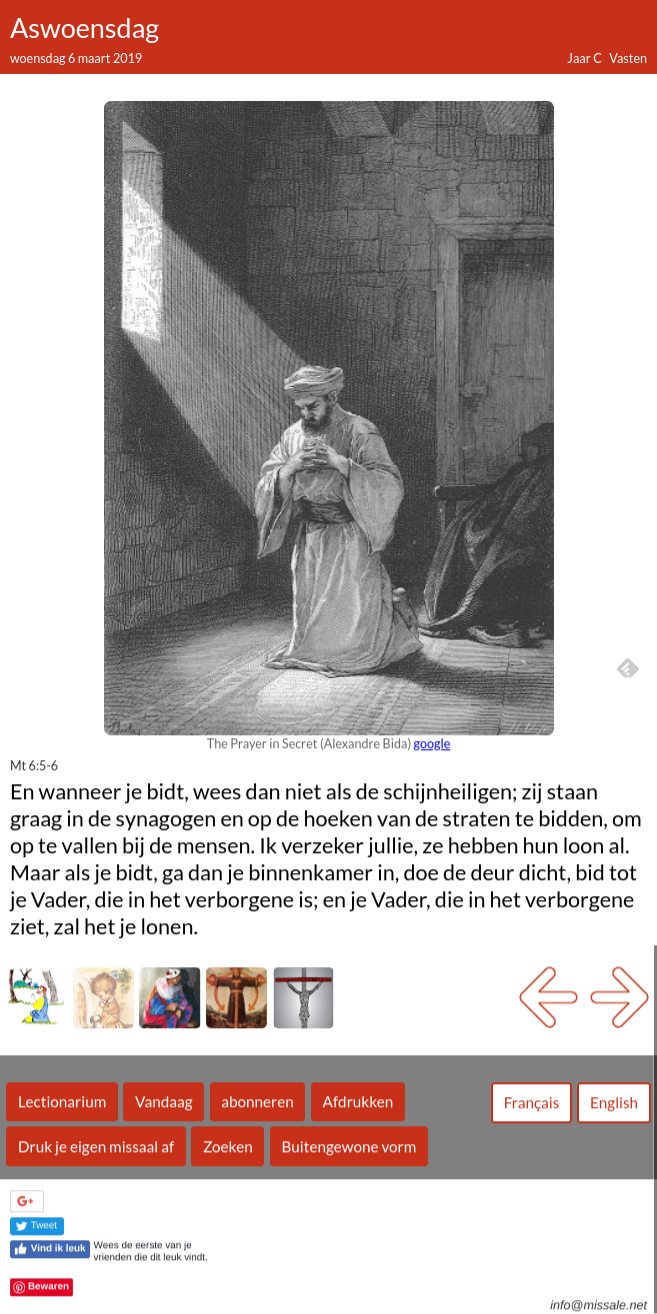 Aswoensdag
woensdag 6 maart 2019
Jaar C Vasten
The Prayer in Secret (Alexandre Bida) google
Mt 6:5-6
En wanneer je bidt, wees dan niet als de schijnheiligen; zij staan
graag in de synagogen en op de hoeken van de straten te bidden, om
op te vallen bij de mensen. Ik verzeker jullie, ze hebben hun loon al.
Maar als je bidt, ga dan je binnenkamer in, doe de deur dicht, bid tot
je Vader, die in het verborgene is; en je Vader, die in het verborgene
ziet, zal het je lonen.
Lectionarium Vandaag abonneren Afdrukken
Français English
Druk je eigen missaal af Zoeken Buitengewone vorm
G+
Tweet
Vind ik leuk Wees de eerste van je
vrienden die dit leuk vindt.
Bewaren
info@missale.net